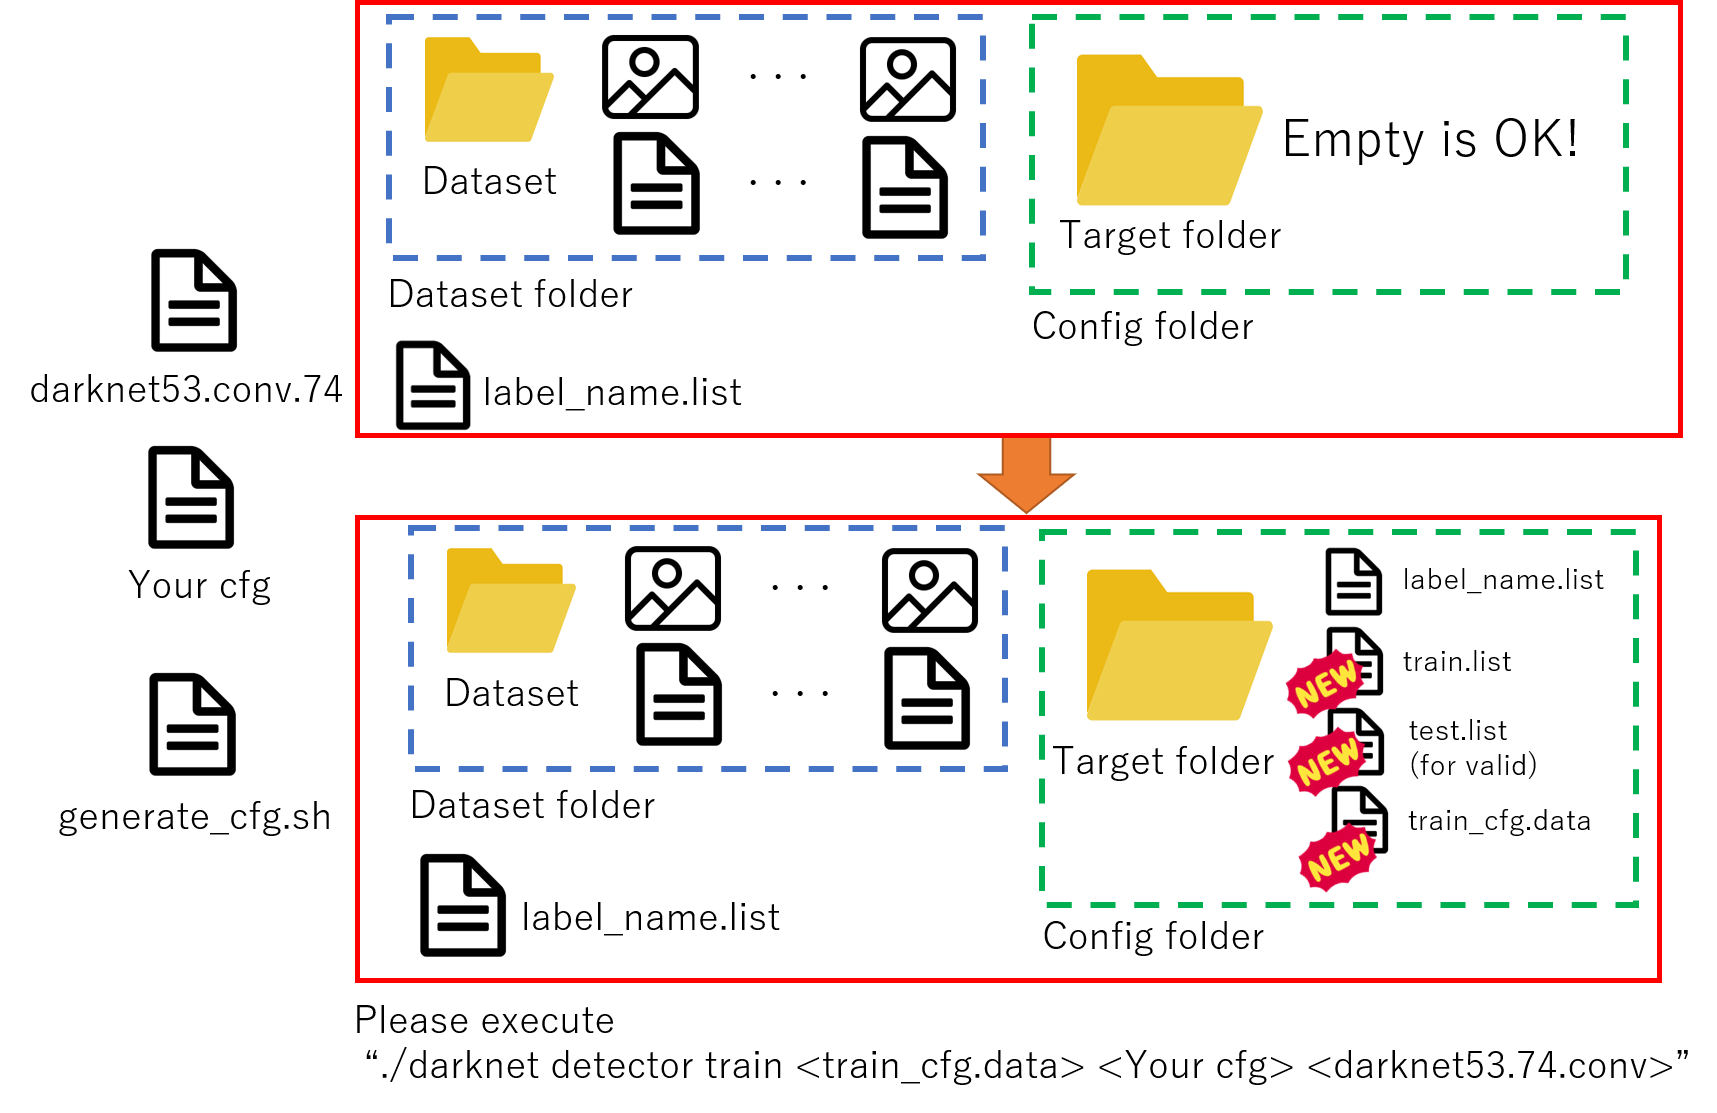 Dataset
Dataset folder
label_name.list
Empty is OK!
Target folder
Config folder
darknet53.conv.74
Your cfg
generate_cfg.sh
Dataset
Dataset folder
label_name.list
Target folder
label_name.list
NEW
train.list
NEW
test.list
(for valid)
NEW
train_cfg.data
Config folder
Please execute
“./darknet detector train <train_cfg.data> <Your cfg> <darknet53.74.conv>”